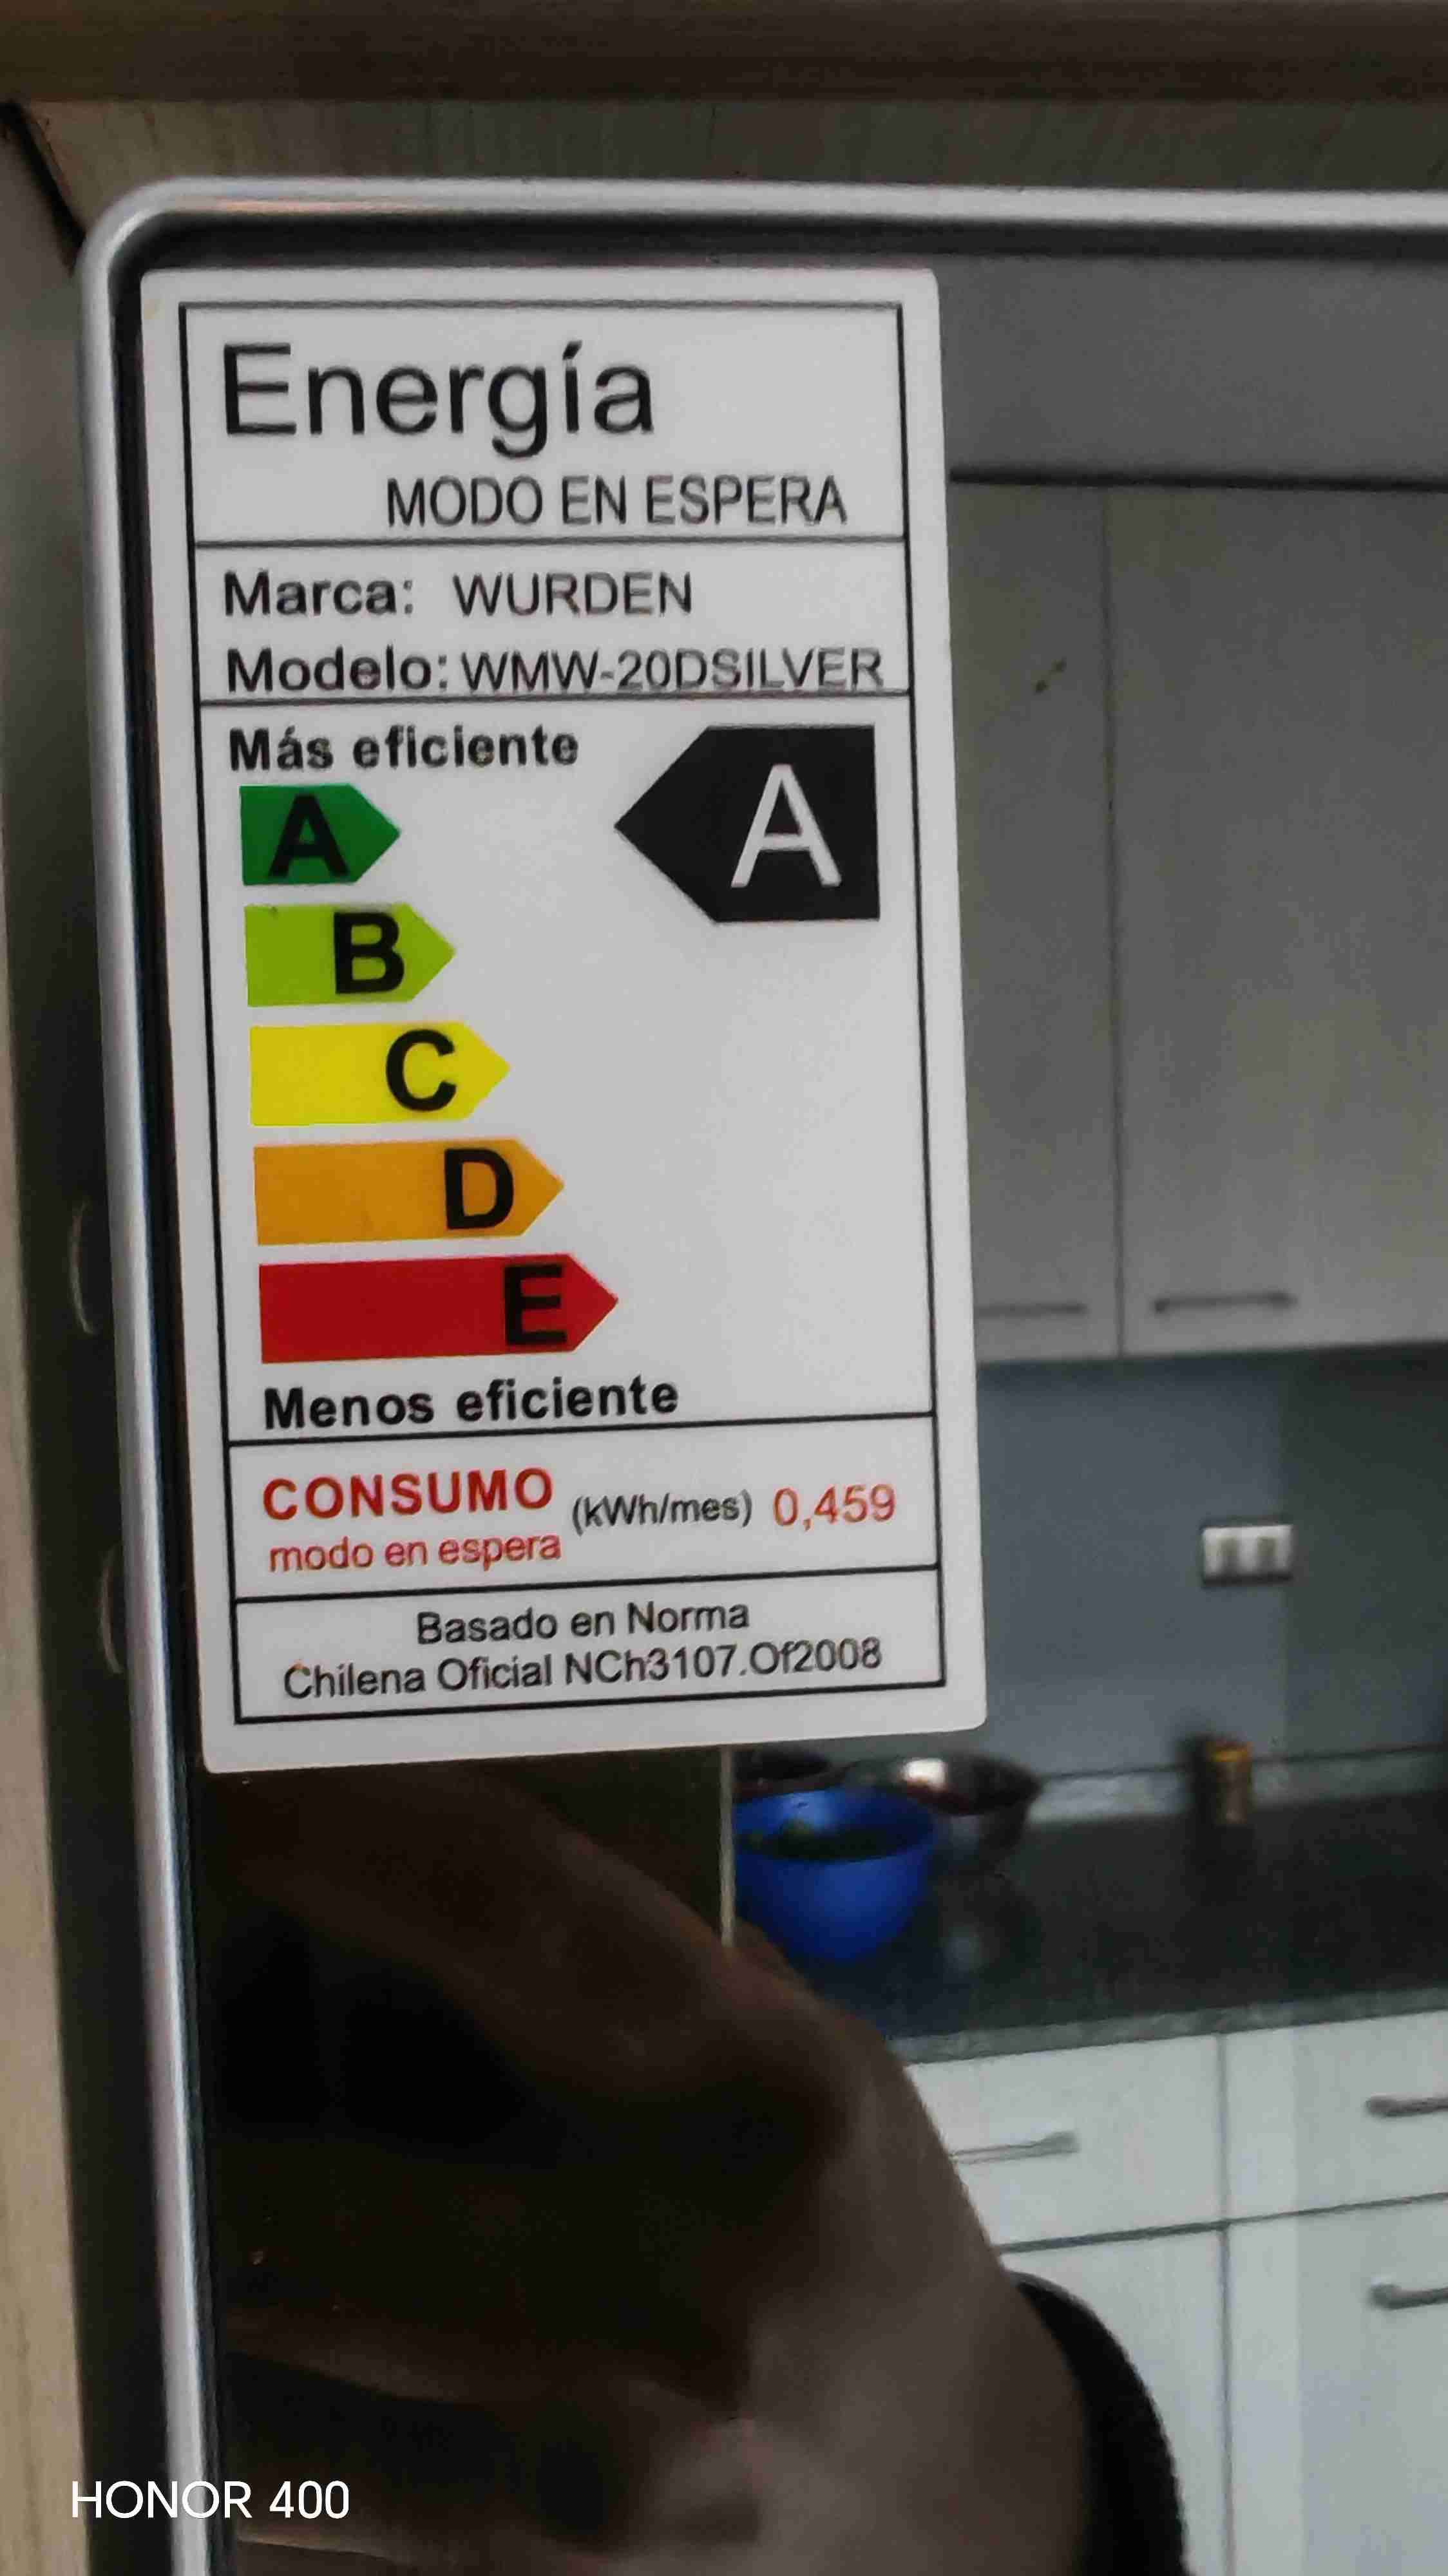 Energía
MODO EN ESPERA
Marca: WURDEN
Modelo: WMW-20DSILVER
Más eficiente
A
A
B
C
D
E
Menos eficiente
CONSUMO (kWh/mes) 0,459
modo en espera
Basado en Norma
Chilena Oficial NCh3107.Of2008
HONOR 400